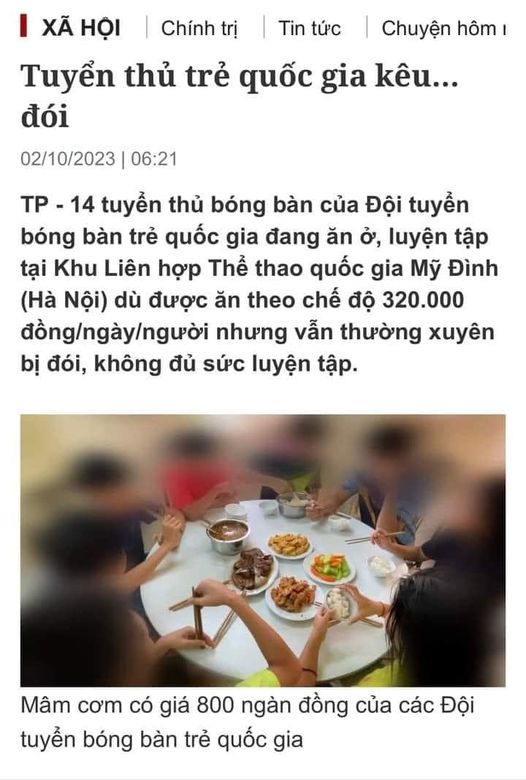 XÃ HỘI | Chính trị | Tin tức | Chuyện hôm
Tuyển thủ trẻ quốc gia kêu...
đói
02/10/2023 | 06:21
TP - 14 tuyển thủ bóng bàn của Đội tuyển
bóng bàn trẻ quốc gia đang ăn ở, luyện tập
tại Khu Liên hợp Thể thao quốc gia Mỹ Đình
(Hà Nội) dù được ăn theo chế độ 320.000
đồng/ngày/người nhưng vẫn thường xuyên
bị đói, không đủ sức luyện tập.
Mâm cơm có giá 800 ngàn đồng của các Đội
tuyển bóng bàn trẻ quốc gia